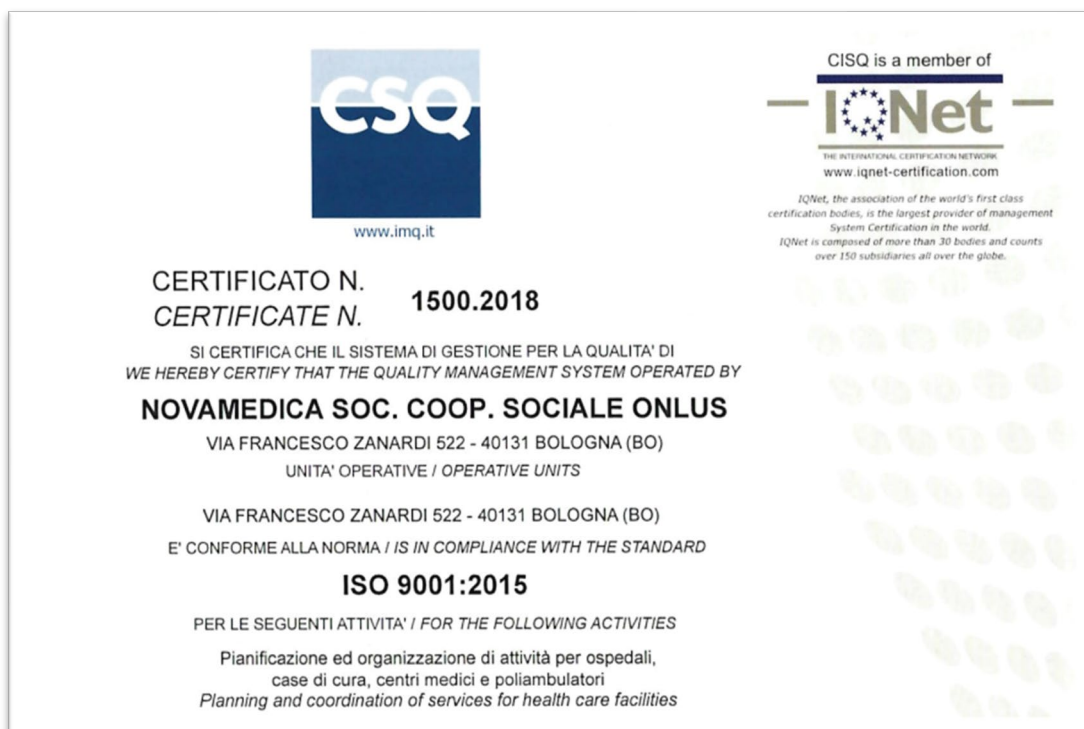 CSQ
www.imq.it
CISQ is a member of
IQNet
THE INTERNATIONAL CERTIFICATION NETWORK
www.iqnet-certification.com
IQNet, the association of the world's first class
certification bodies, is the largest provider of management
System Certification in the world.
IQNet is composed of more than 30 bodies and counts
over 150 subsidiaries all over the globe.
CERTIFICATO N.
CERTIFICATE N.
1500.2018
SI CERTIFICA CHE IL SISTEMA DI GESTIONE PER LA QUALITA' DI
WE HEREBY CERTIFY THAT THE QUALITY MANAGEMENT SYSTEM OPERATED BY
NOVAMEDICA SOC. COOP. SOCIALE ONLUS
VIA FRANCESCO ZANARDI 522 - 40131 BOLOGNA (BO)
UNITA' OPERATIVE / OPERATIVE UNITS
VIA FRANCESCO ZANARDI 522 - 40131 BOLOGNA (BO)
E' CONFORME ALLA NORMA / IS IN COMPLIANCE WITH THE STANDARD
ISO 9001:2015
PER LE SEGUENTI ATTIVITA' / FOR THE FOLLOWING ACTIVITIES
Pianificazione ed organizzazione di attività per ospedali,
case di cura, centri medici e poliambulatori
Planning and coordination of services for health care facilities